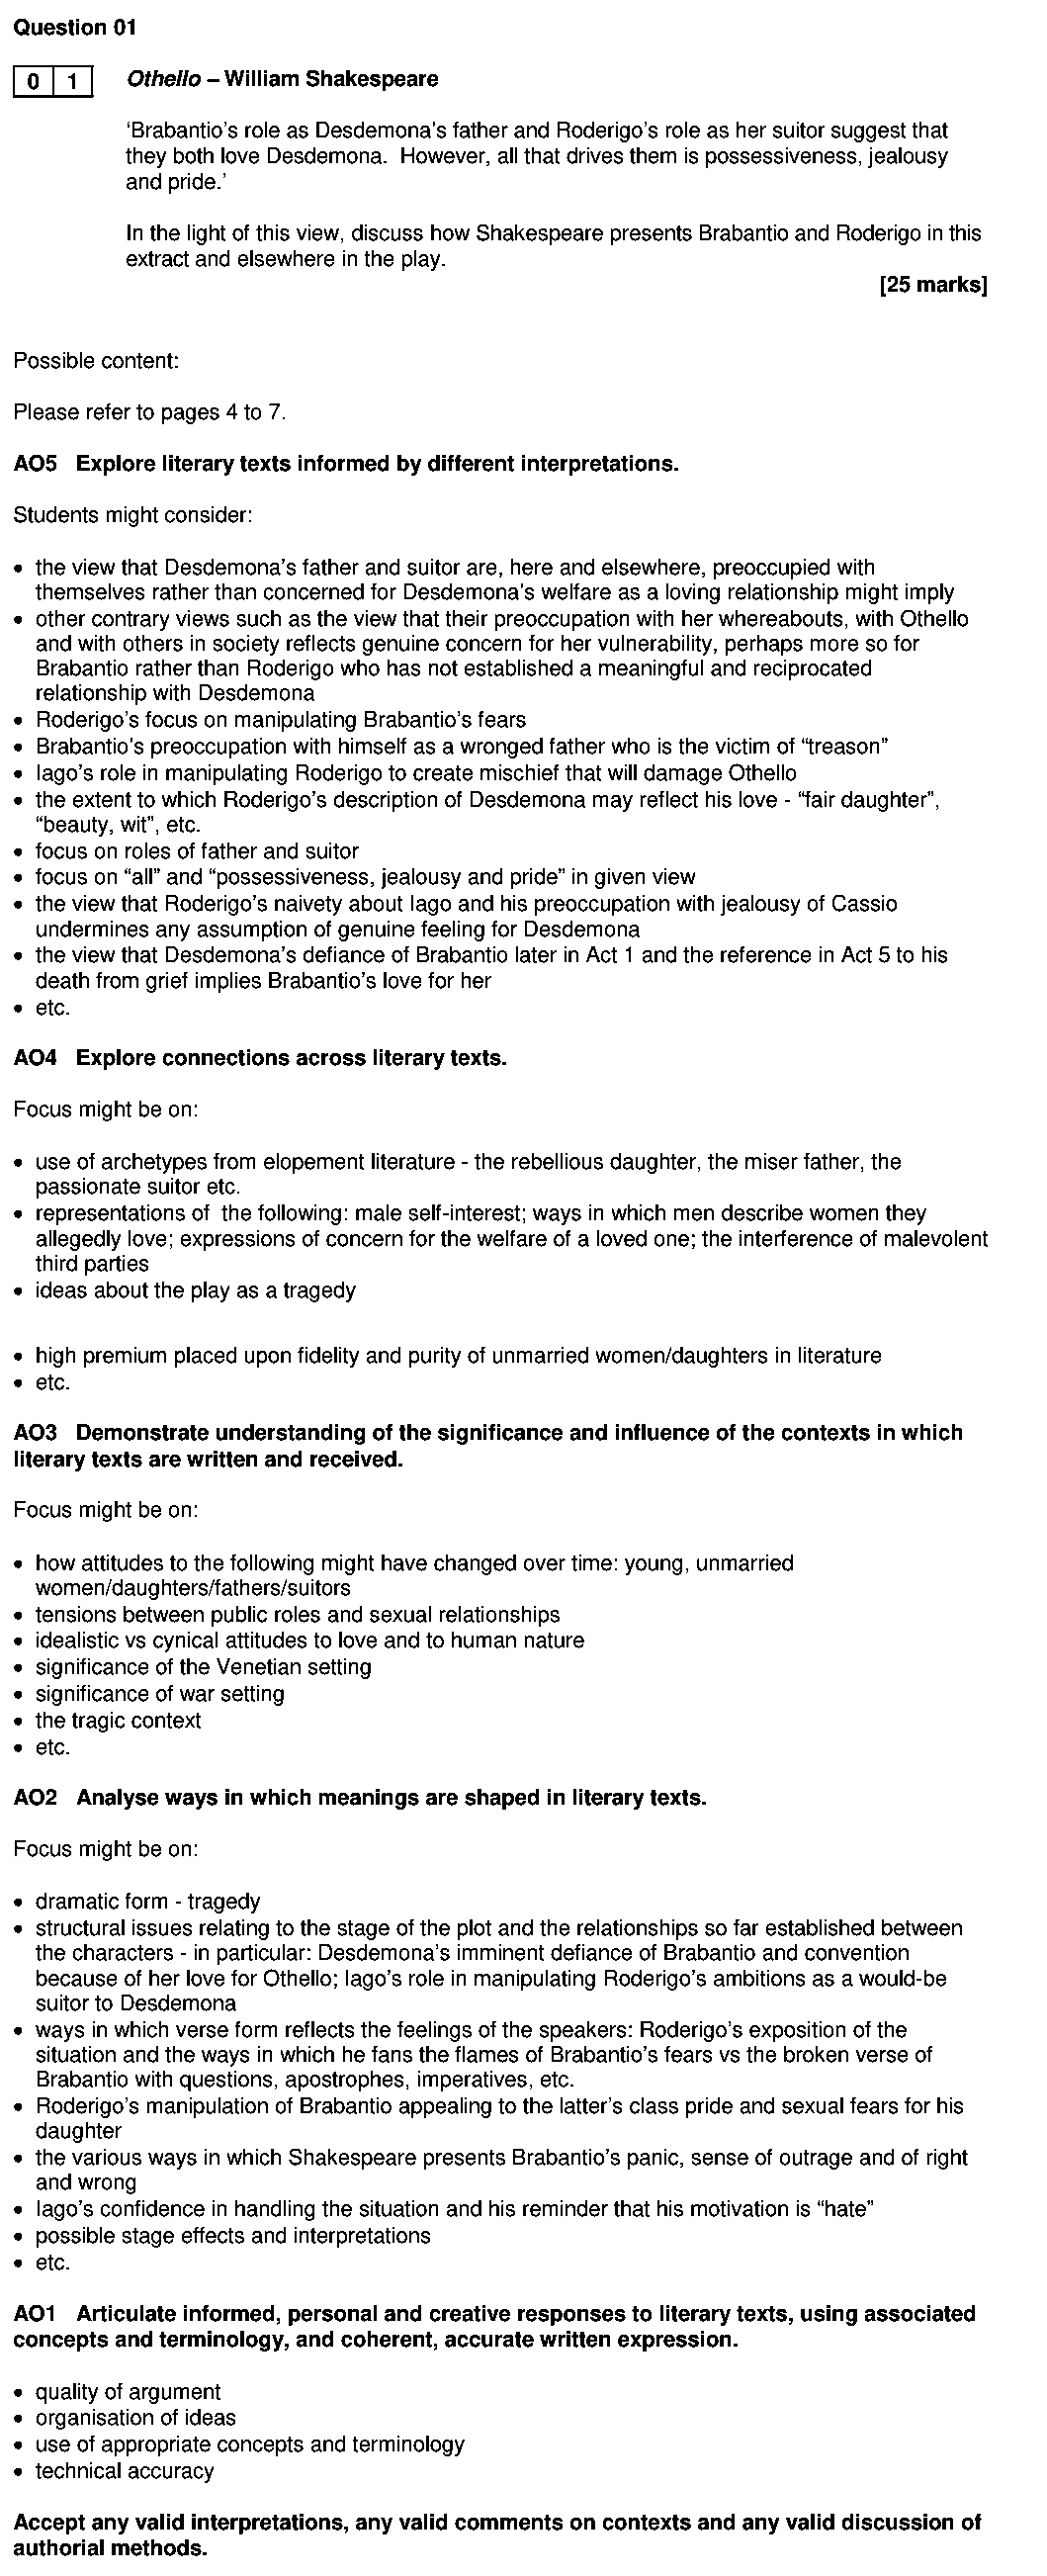 Question 01
0 1 Othello – William Shakespeare
‘Brabantio’s role as Desdemona’s father and Roderigo’s role as her suitor suggest that
they both love Desdemona.  However, all that drives them is possessiveness, jealousy
and pride.’
In the light of this view, discuss how Shakespeare presents Brabantio and Roderigo in this
extract and elsewhere in the play.
[25 marks]
Possible content:
Please refer to pages 4 to 7.
AO5   Explore literary texts informed by different interpretations.
Students might consider:
• the view that Desdemona’s father and suitor are, here and elsewhere, preoccupied with
themselves rather than concerned for Desdemona’s welfare as a loving relationship might imply
• other contrary views such as the view that their preoccupation with her whereabouts, with Othello
and with others in society reflects genuine concern for her vulnerability, perhaps more so for
Brabantio rather than Roderigo who has not established a meaningful and reciprocated
relationship with Desdemona
• Roderigo’s focus on manipulating Brabantio’s fears
• Brabantio’s preoccupation with himself as a wronged father who is the victim of “treason”
• Iago’s role in manipulating Roderigo to create mischief that will damage Othello
• the extent to which Roderigo’s description of Desdemona may reflect his love - “fair daughter”,
“beauty, wit”, etc.
• focus on roles of father and suitor
• focus on “all” and “possessiveness, jealousy and pride” in given view
• the view that Roderigo’s naivety about Iago and his preoccupation with jealousy of Cassio
undermines any assumption of genuine feeling for Desdemona
• the view that Desdemona’s defiance of Brabantio later in Act 1 and the reference in Act 5 to his
death from grief implies Brabantio’s love for her
• etc.
AO4   Explore connections across literary texts.
Focus might be on:
• use of archetypes from elopement literature - the rebellious daughter, the miser father, the
passionate suitor etc.
• representations of  the following: male self-interest; ways in which men describe women they
allegedly love; expressions of concern for the welfare of a loved one; the interference of malevolent
third parties
• ideas about the play as a tragedy
• high premium placed upon fidelity and purity of unmarried women/daughters in literature
• etc.
AO3   Demonstrate understanding of the significance and influence of the contexts in which
literary texts are written and received.
Focus might be on:
• how attitudes to the following might have changed over time: young, unmarried
women/daughters/fathers/suitors
• tensions between public roles and sexual relationships
• idealistic vs cynical attitudes to love and to human nature
• significance of the Venetian setting
• significance of war setting
• the tragic context
• etc.
AO2   Analyse ways in which meanings are shaped in literary texts.
Focus might be on:
• dramatic form - tragedy
• structural issues relating to the stage of the plot and the relationships so far established between
the characters - in particular: Desdemona’s imminent defiance of Brabantio and convention
because of her love for Othello; Iago’s role in manipulating Roderigo’s ambitions as a would-be
suitor to Desdemona
• ways in which verse form reflects the feelings of the speakers: Roderigo’s exposition of the
situation and the ways in which he fans the flames of Brabantio’s fears vs the broken verse of
Brabantio with questions, apostrophes, imperatives, etc.
• Roderigo’s manipulation of Brabantio appealing to the latter’s class pride and sexual fears for his
daughter
• the various ways in which Shakespeare presents Brabantio’s panic, sense of outrage and of right
and wrong
• Iago’s confidence in handling the situation and his reminder that his motivation is “hate”
• possible stage effects and interpretations
• etc.
AO1   Articulate informed, personal and creative responses to literary texts, using associated
concepts and terminology, and coherent, accurate written expression.
• quality of argument
• organisation of ideas
• use of appropriate concepts and terminology
• technical accuracy
Accept any valid interpretations, any valid comments on contexts and any valid discussion of
authorial methods.